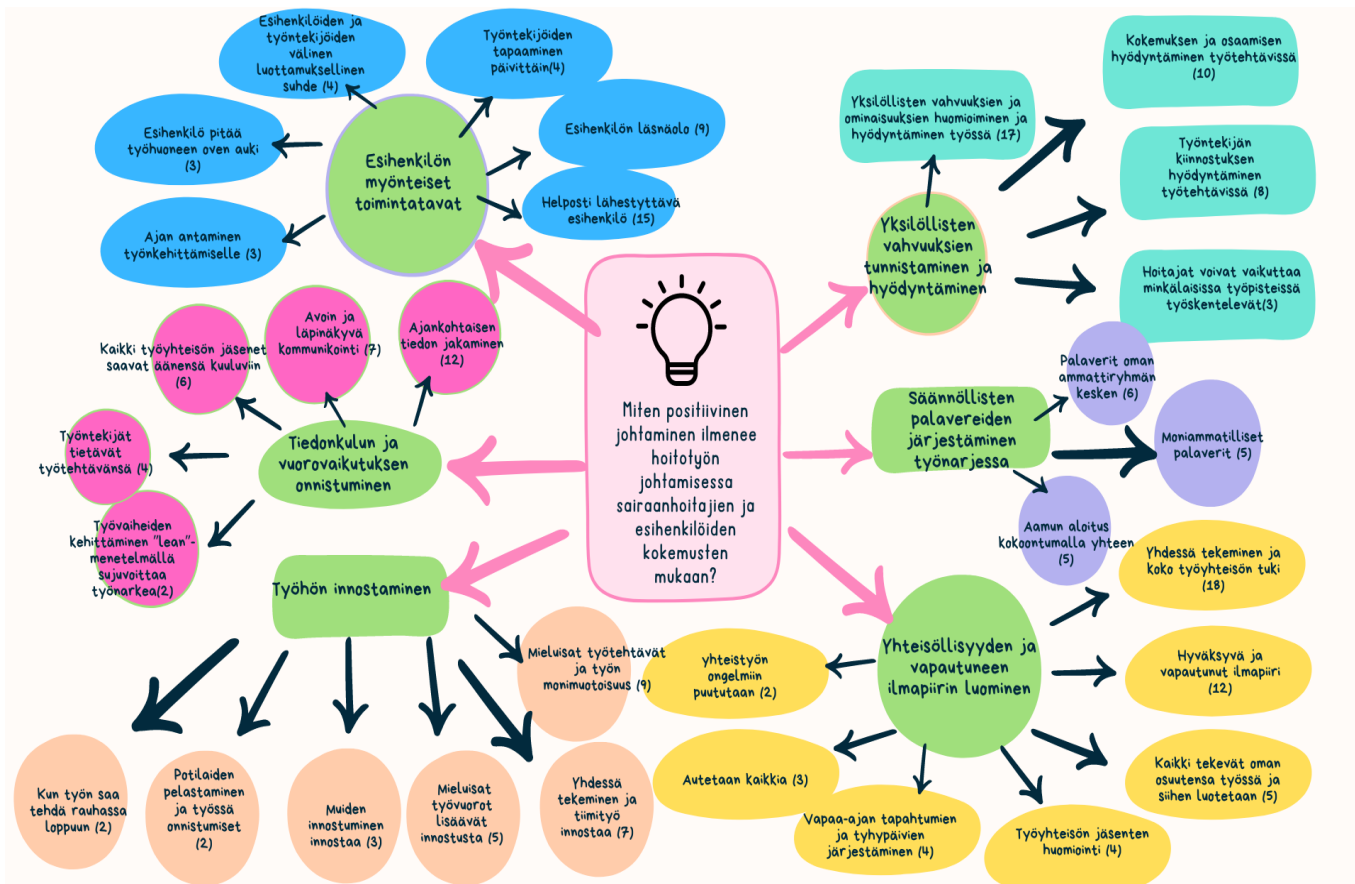 Esihenkilöiden ja
työntekijöiden
välinen
luottamuksellinen
suhde (4)
Työntekijöiden
tapaaminen
päivittäin(4)
Esihenkilö pitää
työhuoneen oven auki
(3)
Esihenkilön läsnäolo (9)
Esihenkilön
myönteiset
toimintatavat
Helposti lähestyttävä
esihenkilö (15)
Ajan antaminen
työnkehittämiselle (3)
Yksilöllisten vahvuuksien ja
ominaisuuksien huomioiminen ja
hyödyntäminen työssä (17)
Kokemuksen ja osaamisen
hyödyntäminen työtehtävissä
(10)
Työntekijän
kiinnostuksen
hyödyntäminen
työtehtävissä (8)
Yksilöllisten
vahvuuksien
tunnistaminen ja
hyödyntäminen
Hoitajat voivat vaikuttaa
minkälaisissa työpisteissä
työskentelevät(3)
Kaikki työyhteisön jäsenet
saavat äänensä kuuluviin
(6)
Avoin ja
läpinäkyvä
kommunikointi (7)
Ajankohtaisen
tiedon jakaminen
(12)
Työntekijät
tietävät
työtehtävänsä (4)
Tiedonkulun ja
vuorovaikutuksen
onnistuminen
Työvaiheiden
kehittäminen "lean"-
menetelmällä
sujuvoittaa
työnarkea(2)
Miten positiivinen
johtaminen ilmenee
hoitotyön
johtamisessa
sairaanhoitajien ja
esihenkilöiden
kokemusten
mukaan?
Palaverit oman
ammattiryhmän
kesken (6)
Säännöllisten
palavereiden
järjestäminen
työnarjessa
Moniammatilliset
palaverit (5)
Aamun aloitus
kokoontumalla yhteen
(5)
Työhön innostaminen
Mieluisat työtehtävät
ja työn
monimuotoisuus (9)
Kun työn saa
tehdä rauhassa
loppuun (2)
Potilaiden
pelastaminen
ja työssä
onnistumiset
(2)
Muiden
innostuminen
innostaa (3)
Mieluisat
työvuorot
lisäävät
innostusta (5)
Yhdessä
tekeminen ja
tiimityö
innostaa (7)
Yhdessä tekeminen ja
koko työyhteisön tuki
(18)
Yhteisöllisyyden ja
vapautuneen
ilmapiirin luominen
yhteistyön
ongelmiin
puututaan (2)
Hyväksyvä ja
vapautunut ilmapiiri
(12)
Autetaan kaikkia (3)
Kaikki tekevät oman
osuutensa työssä ja
siihen luotetaan (5)
Vapaa-ajan tapahtumien
ja tyhypäivien
järjestäminen (4)
Työyhteisön jäsenten
huomiointi (4)